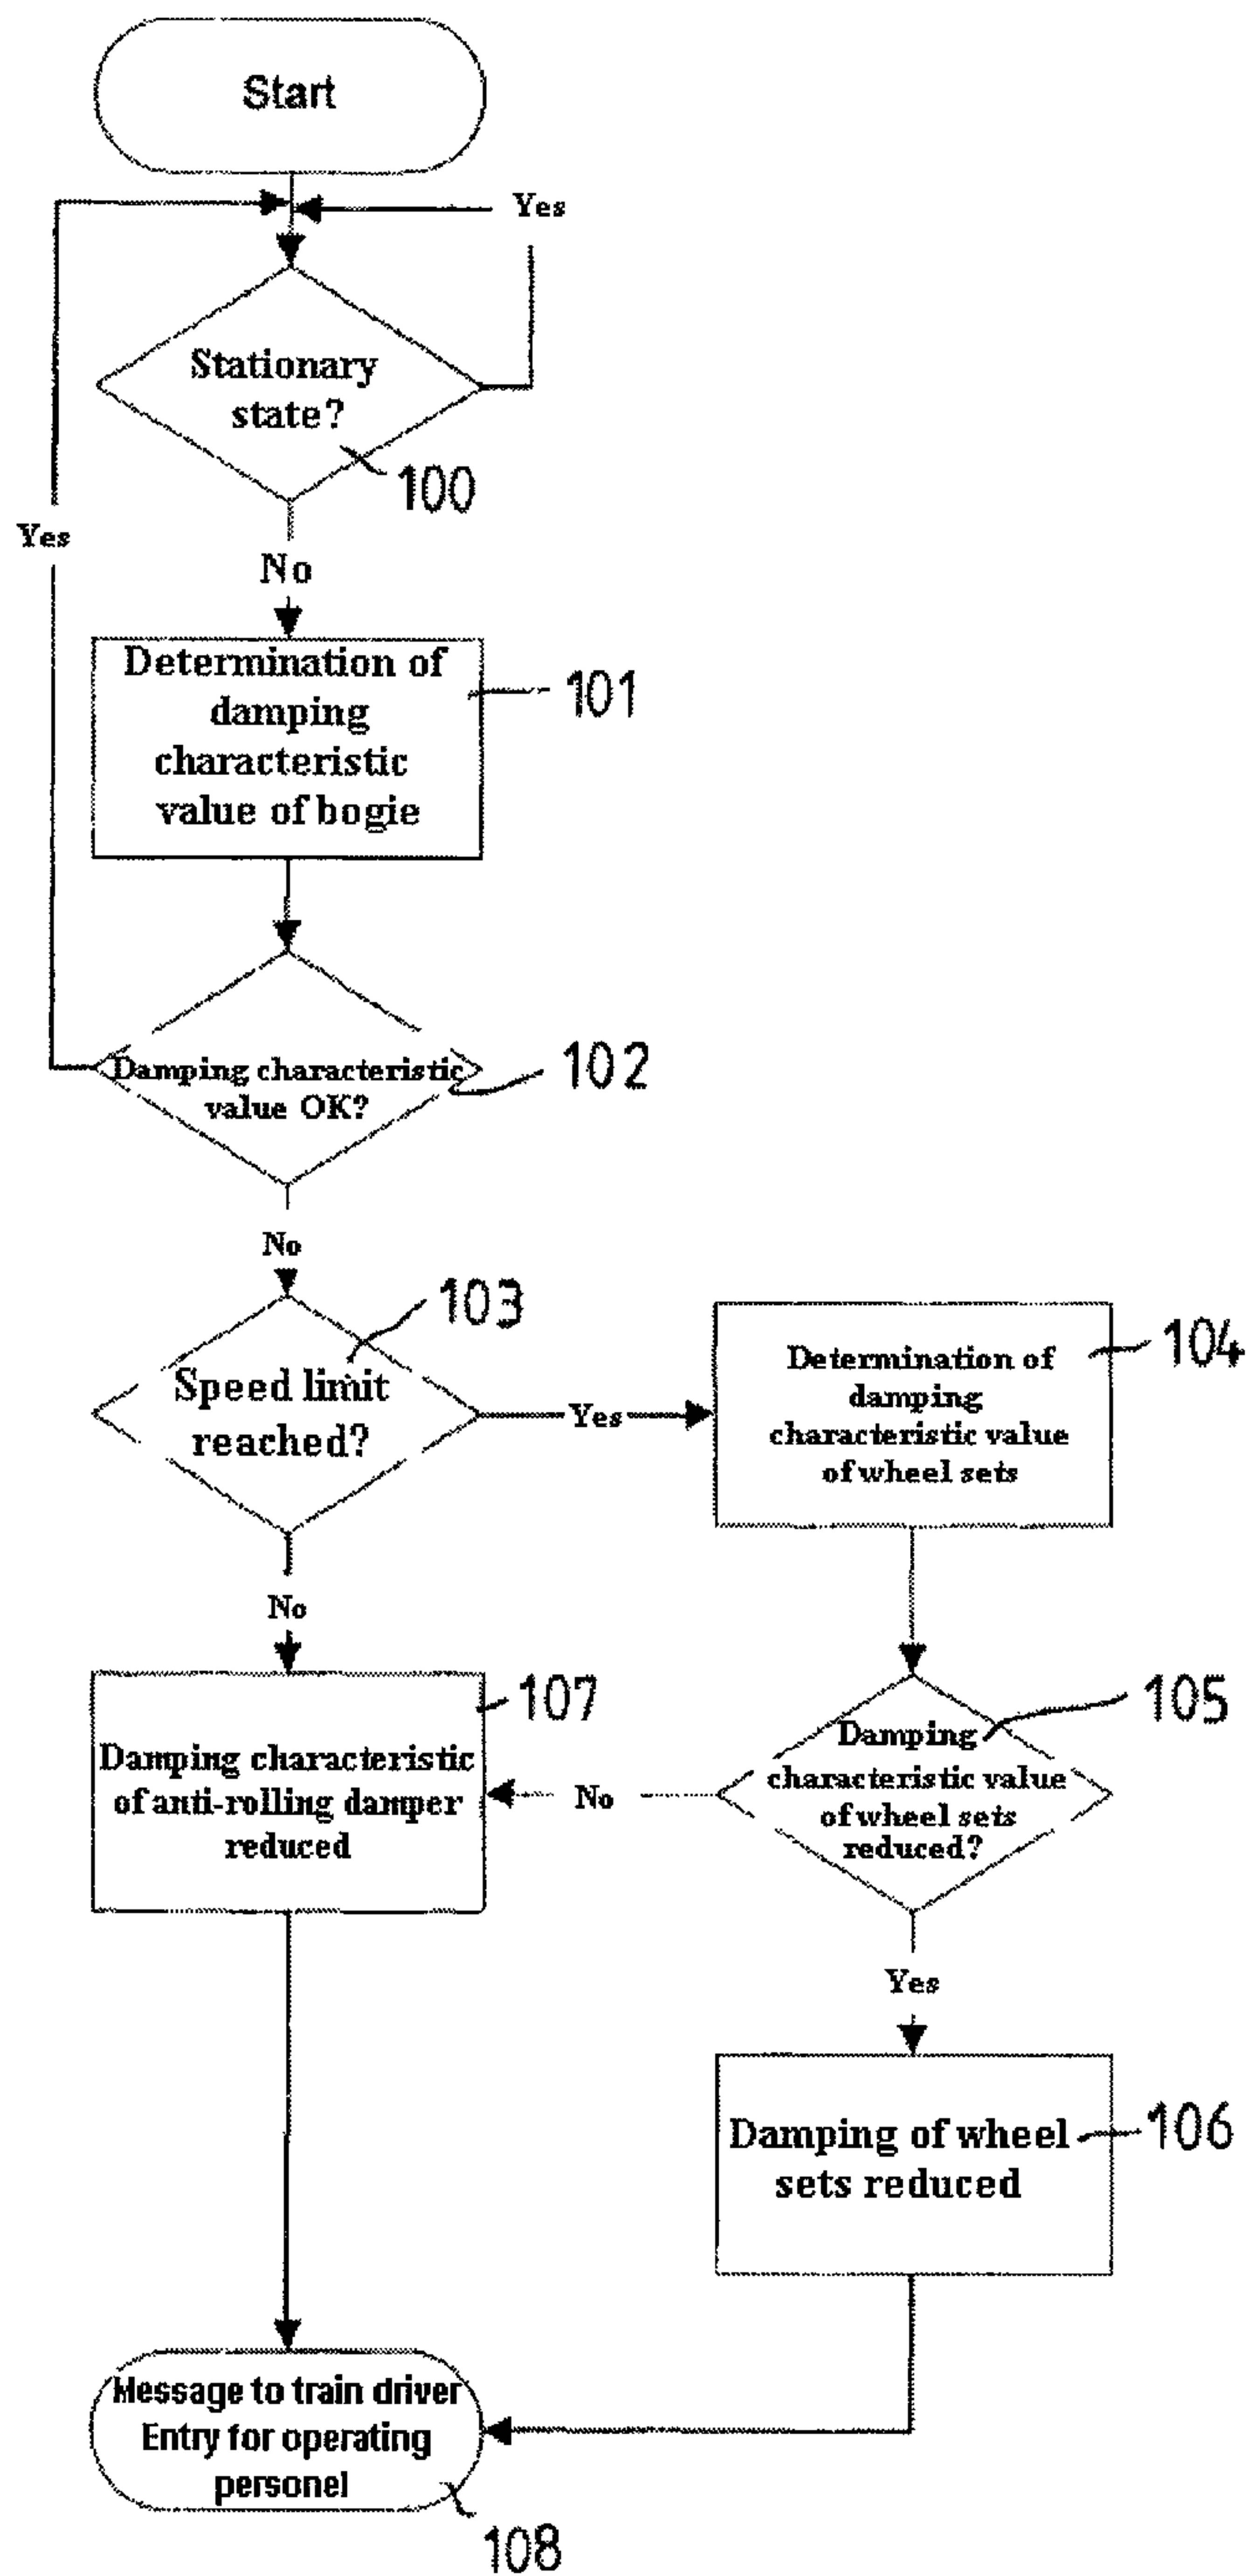 Start
Yes
Stationary
state?
100
Yes
No
Determination of
damping
characteristic
value of bogie
101
Damping characteristic
value OK?
102
No
103
Speed limit
reached?
Yes
Determination of
damping
characteristic value
of wheel sets
104
No
107
Damping characteristic
of anti-rolling damper
reduced
No
105
Damping
characteristic value
of wheel sets
reduced?
Yes
Damping of wheel
sets reduced
106
Message to train driver
Entry for operating
personel
108